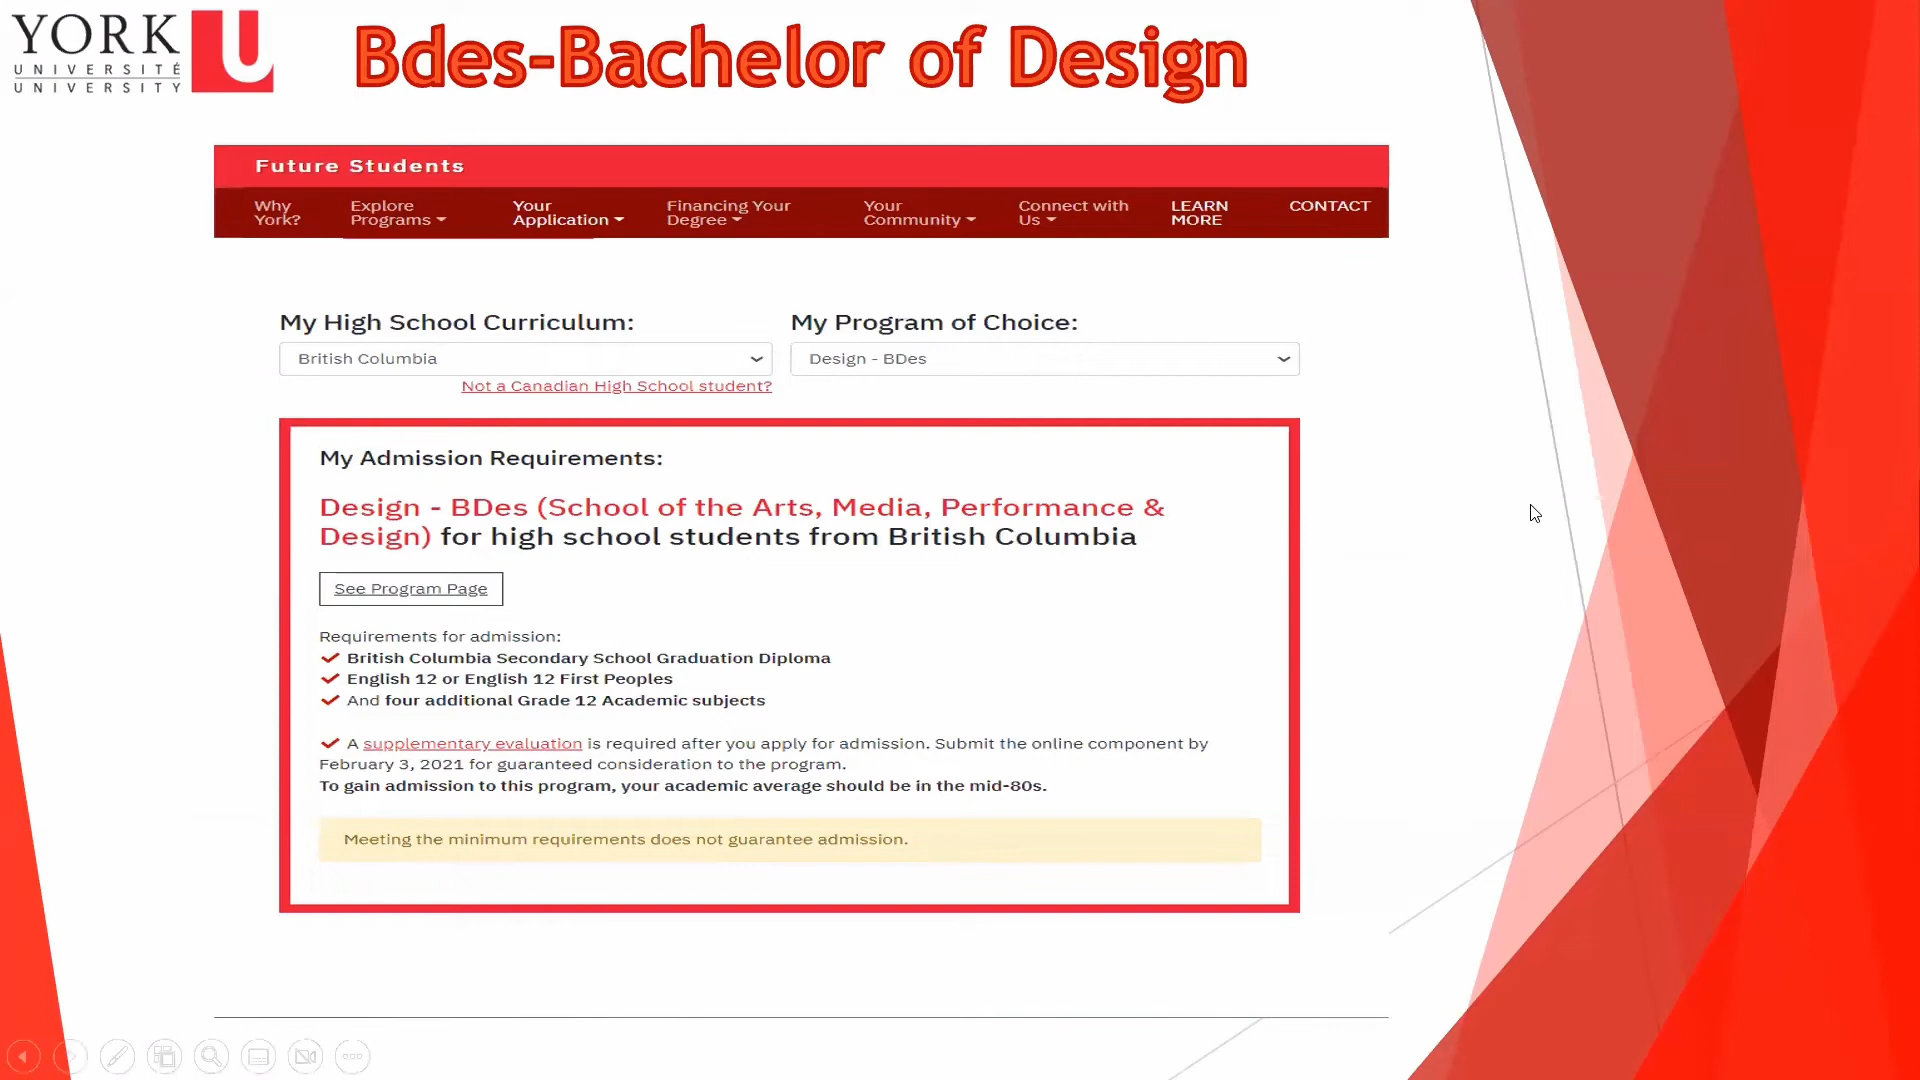 YORK U
UNIVERSITÉ
UNIVERSITY
Bdes-Bachelor of Design
Future Students
Why York?
Explore Programs
Your Application
Financing Your Degree
Your Community
Connect with Us
LEARN MORE
CONTACT
My High School Curriculum:
British Columbia
Not a Canadian High School student?
My Program of Choice:
Design - BDes
My Admission Requirements:
Design - BDes (School of the Arts, Media, Performance &
Design) for high school students from British Columbia
See Program Page
Requirements for admission:
British Columbia Secondary School Graduation Diploma
English 12 or English 12 First Peoples
And four additional Grade 12 Academic subjects
A supplementary evaluation is required after you apply for admission. Submit the online component by
February 3, 2021 for guaranteed consideration to the program.
To gain admission to this program, your academic average should be in the mid-80s.
Meeting the minimum requirements does not guarantee admission.